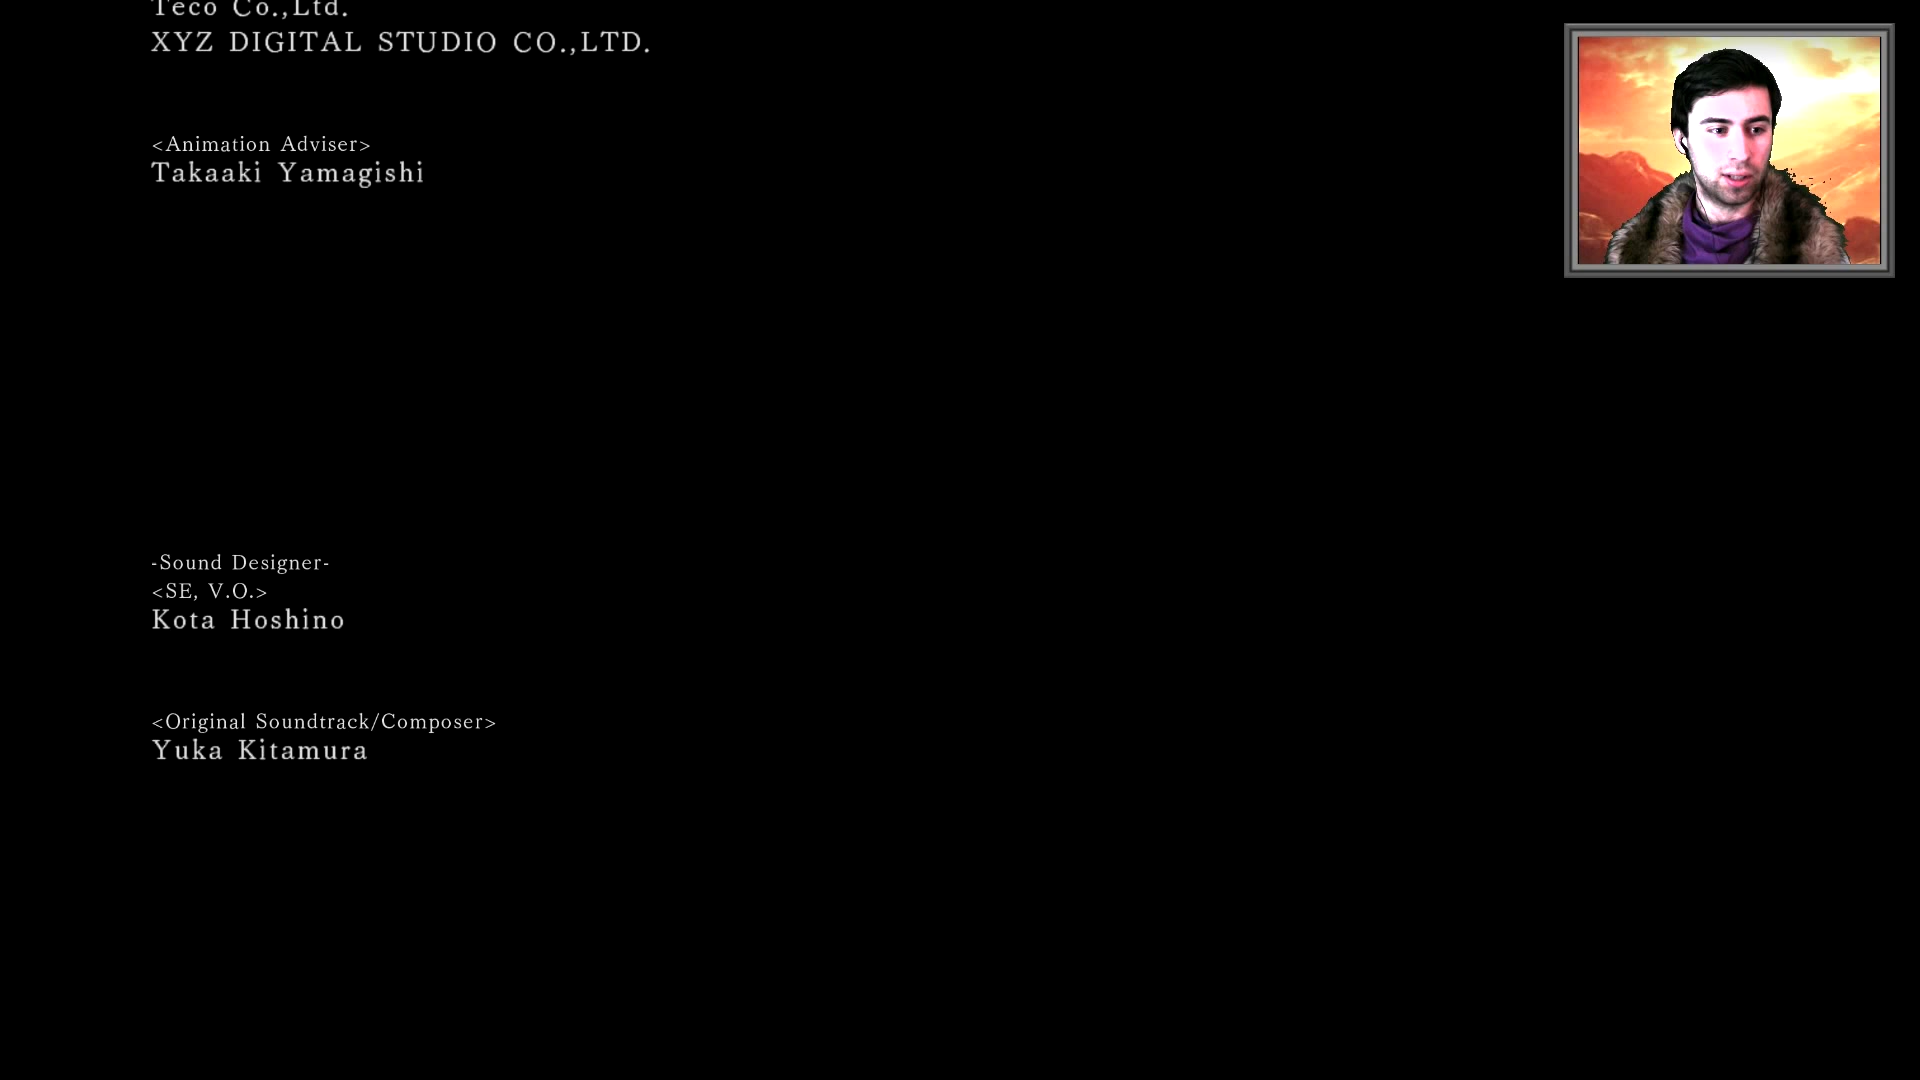 Teco Co.,Ltd.
XYZ DIGITAL STUDIO CO.,LTD.
<Animation Adviser>
Takaaki Yamagishi
-Sound Designer-
<SE, V.O.>
Kota Hoshino
<Original Soundtrack/Composer>
Yuka Kitamura